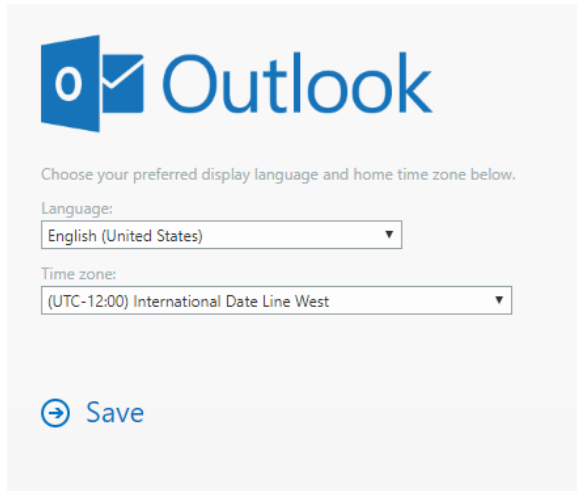 Outlook
Choose your preferred display language and home time zone below.
Language:
English (United States)
Time zone:
(UTC-12:00) International Date Line West
Save